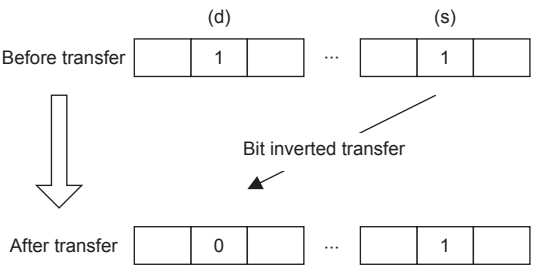 (d) (s)
Before transfer 1 ... 1
Bit inverted transfer
After transfer 0 ... 1